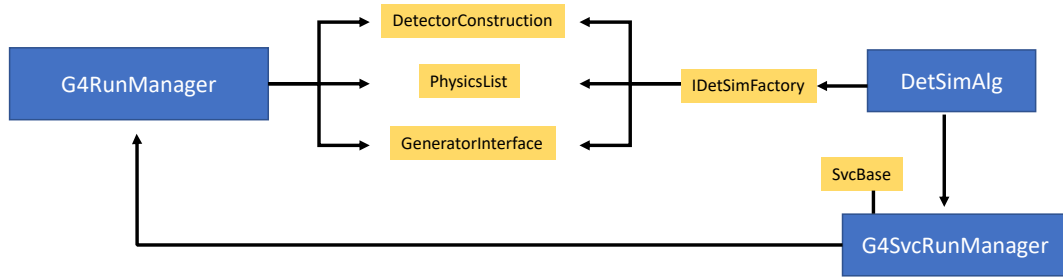 DetectorConstruction
G4RunManager
PhysicsList
IDetSimFactory
DetSimAlg
GeneratorInterface
SvcBase
G4SvcRunManager